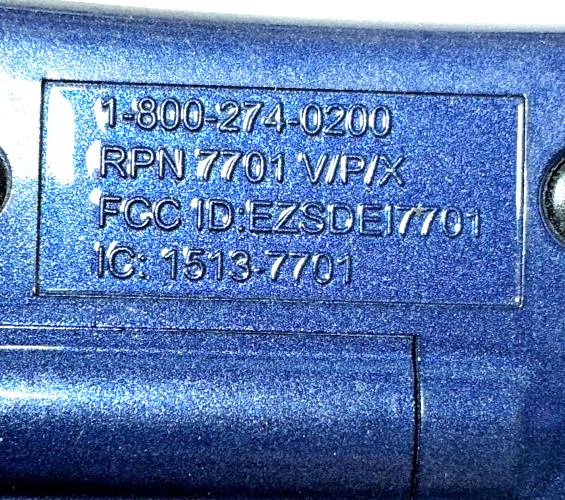 1-800-274-0200
RPN 7701 V/P/X
FCC ID:EZSDEI7701
IC: 1513-7701